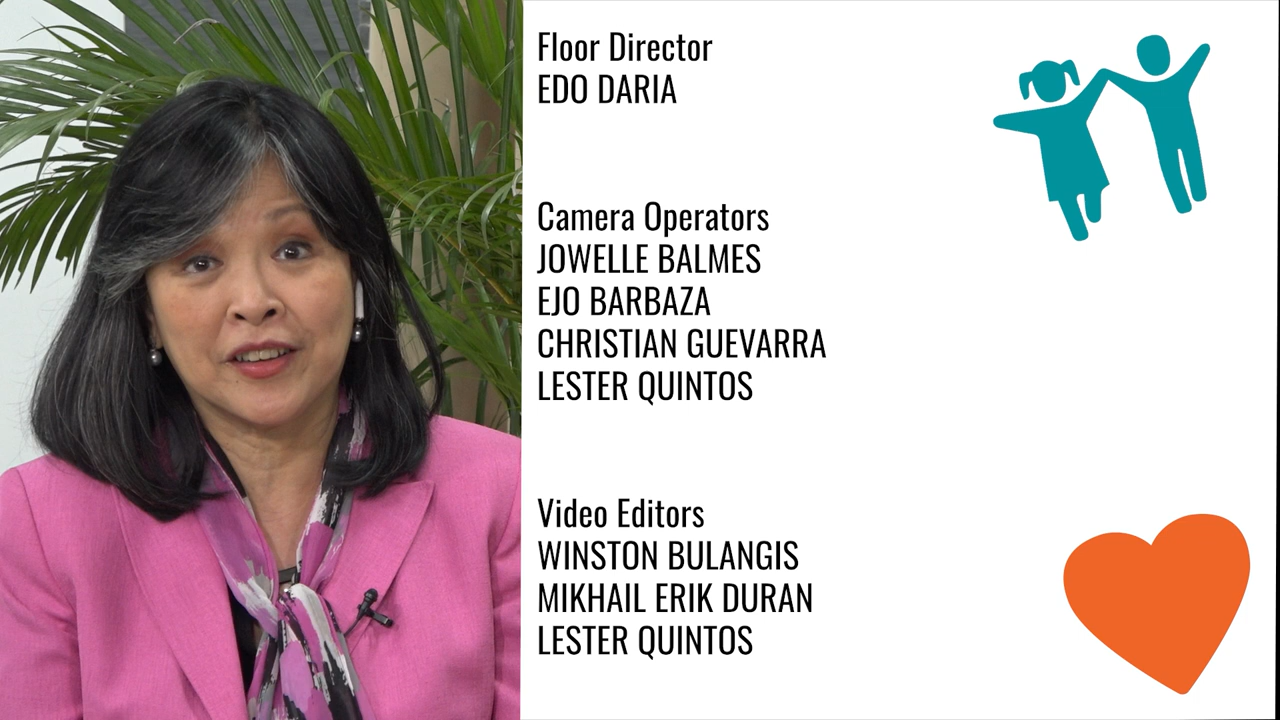 Floor Director
EDO DARIA
Camera Operators
JOWELLE BALMES
EJO BARBAZA
CHRISTIAN GUEVARRA
LESTER QUINTOS
Video Editors
WINSTON BULANGIS
MIKHAIL ERIK DURAN
LESTER QUINTOS